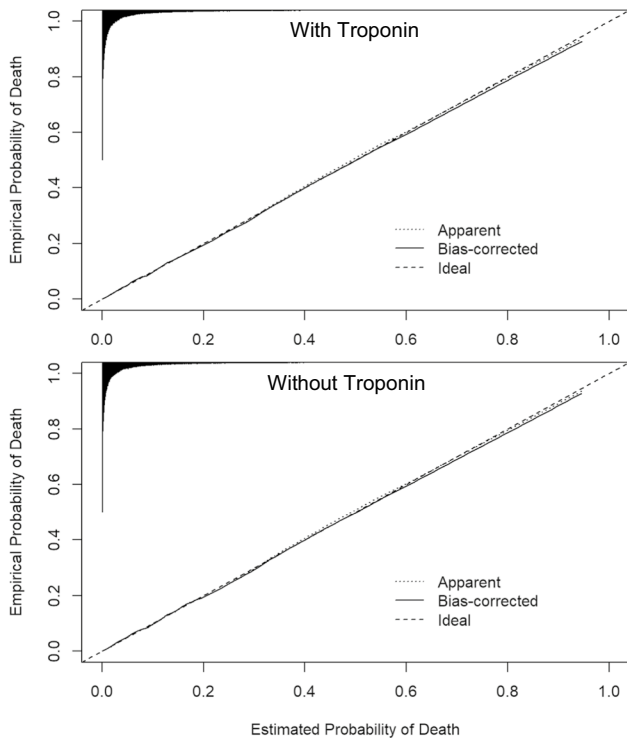 With Troponin
Empirical Probability of Death
1.0
0.8
0.6
0.4
0.2
0.0
Apparent
Bias-corrected
Ideal
0.0 0.2 0.4 0.6 0.8 1.0
Without Troponin
Empirical Probability of Death
1.0
0.8
0.6
0.4
0.2
0.0
Apparent
Bias-corrected
Ideal
0.0 0.2 0.4 0.6 0.8 1.0
Estimated Probability of Death